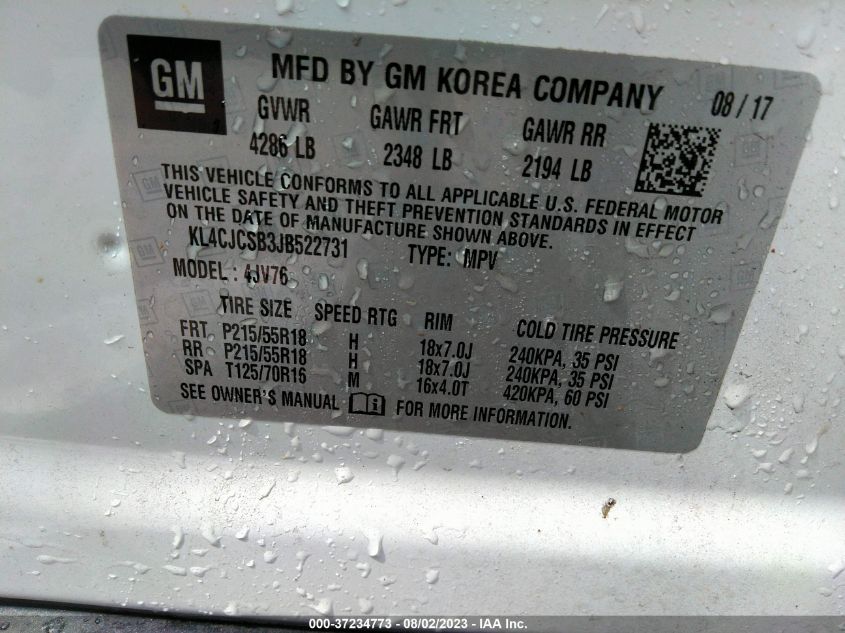 GM
MFD BY GM KOREA COMPANY 08 / 17
GVWR GAWR FRT GAWR RR
4286 LB 2348 LB 2194 LB
THIS VEHICLE CONFORMS TO ALL APPLICABLE U.S. FEDERAL MOTOR
VEHICLE SAFETY AND THEFT PREVENTION STANDARDS IN EFFECT
ON THE DATE OF MANUFACTURE SHOWN ABOVE.
KL4CJCSB3JB522731 TYPE: MPV
MODEL : 4JV76
TIRE SIZE SPEED RTG RIM COLD TIRE PRESSURE
FRT P215/55R18 H 18x7.0J 240KPA, 35 PSI
RR P215/55R18 H 18x7.0J 240KPA, 35 PSI
SPA T125/70R16 M 16x4.0T 420KPA, 60 PSI
SEE OWNER'S MANUAL FOR MORE INFORMATION.
000-37234773 - 08/02/2023 - IAA Inc.